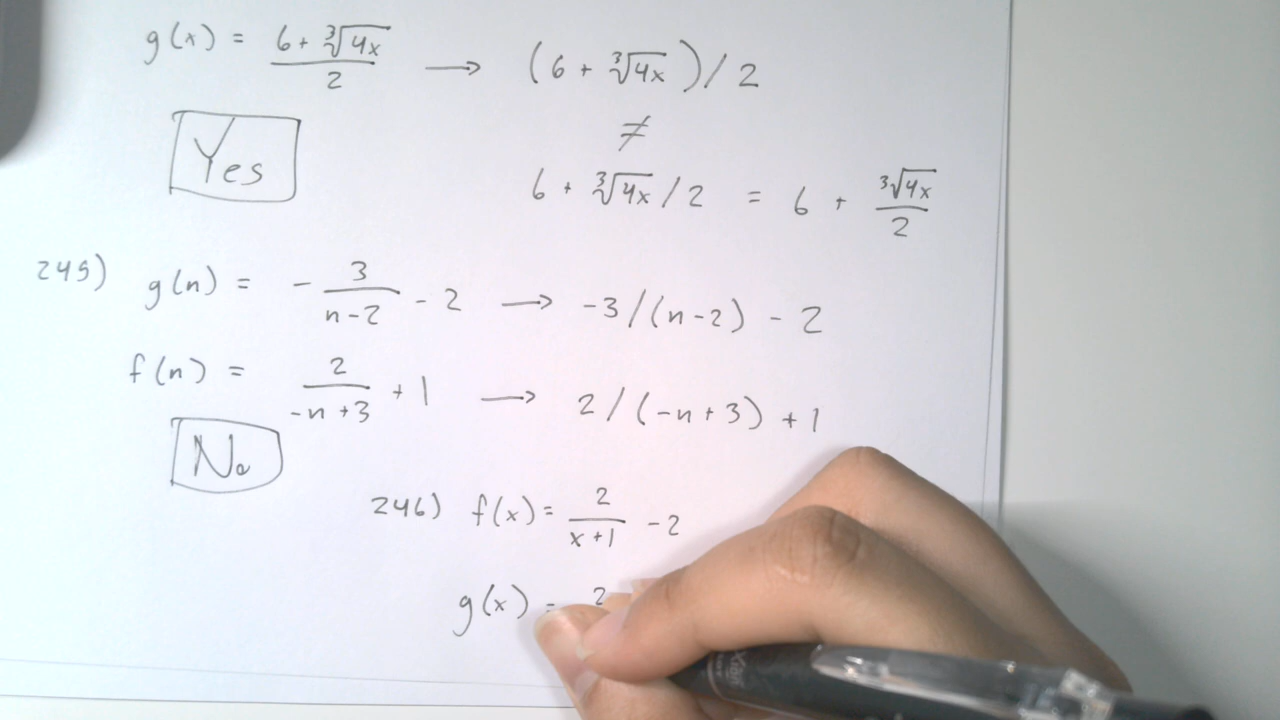 g(x) = (6 + ∛4x)/2 → (6 + ∛4x)/2
≠
Yes
6 + ∛4x/2 = 6 + ∛4x/2
245) g(n) = - 3/(n-2) - 2 → -3/(n-2) - 2
f(n) = 2/(-n+3) + 1 → 2/(-n+3) + 1
No
246) f(x) = 2/(x+1) - 2
g(x) = 2